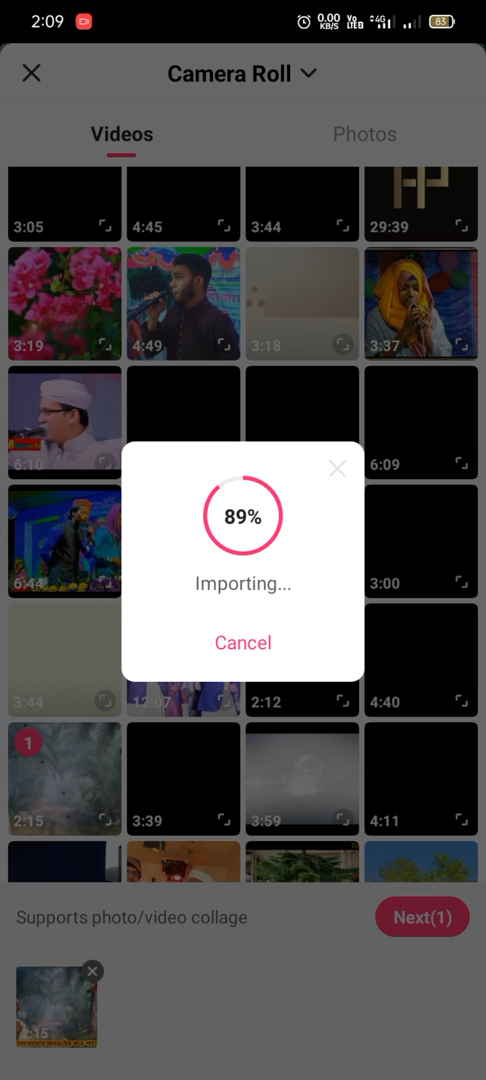 2:09
0.00 KB/S
Vo LTE2
4G
83
Camera Roll
Videos
Photos
3:05
4:45
3:44
29:39
3:19
4:49
3:18
3:37
6:10
6:09
6:44
3:00
89%
Importing...
Cancel
3:44
12:07
2:12
4:40
1
2:15
3:39
3:59
4:11
Supports photo/video collage
Next(1)
2:15